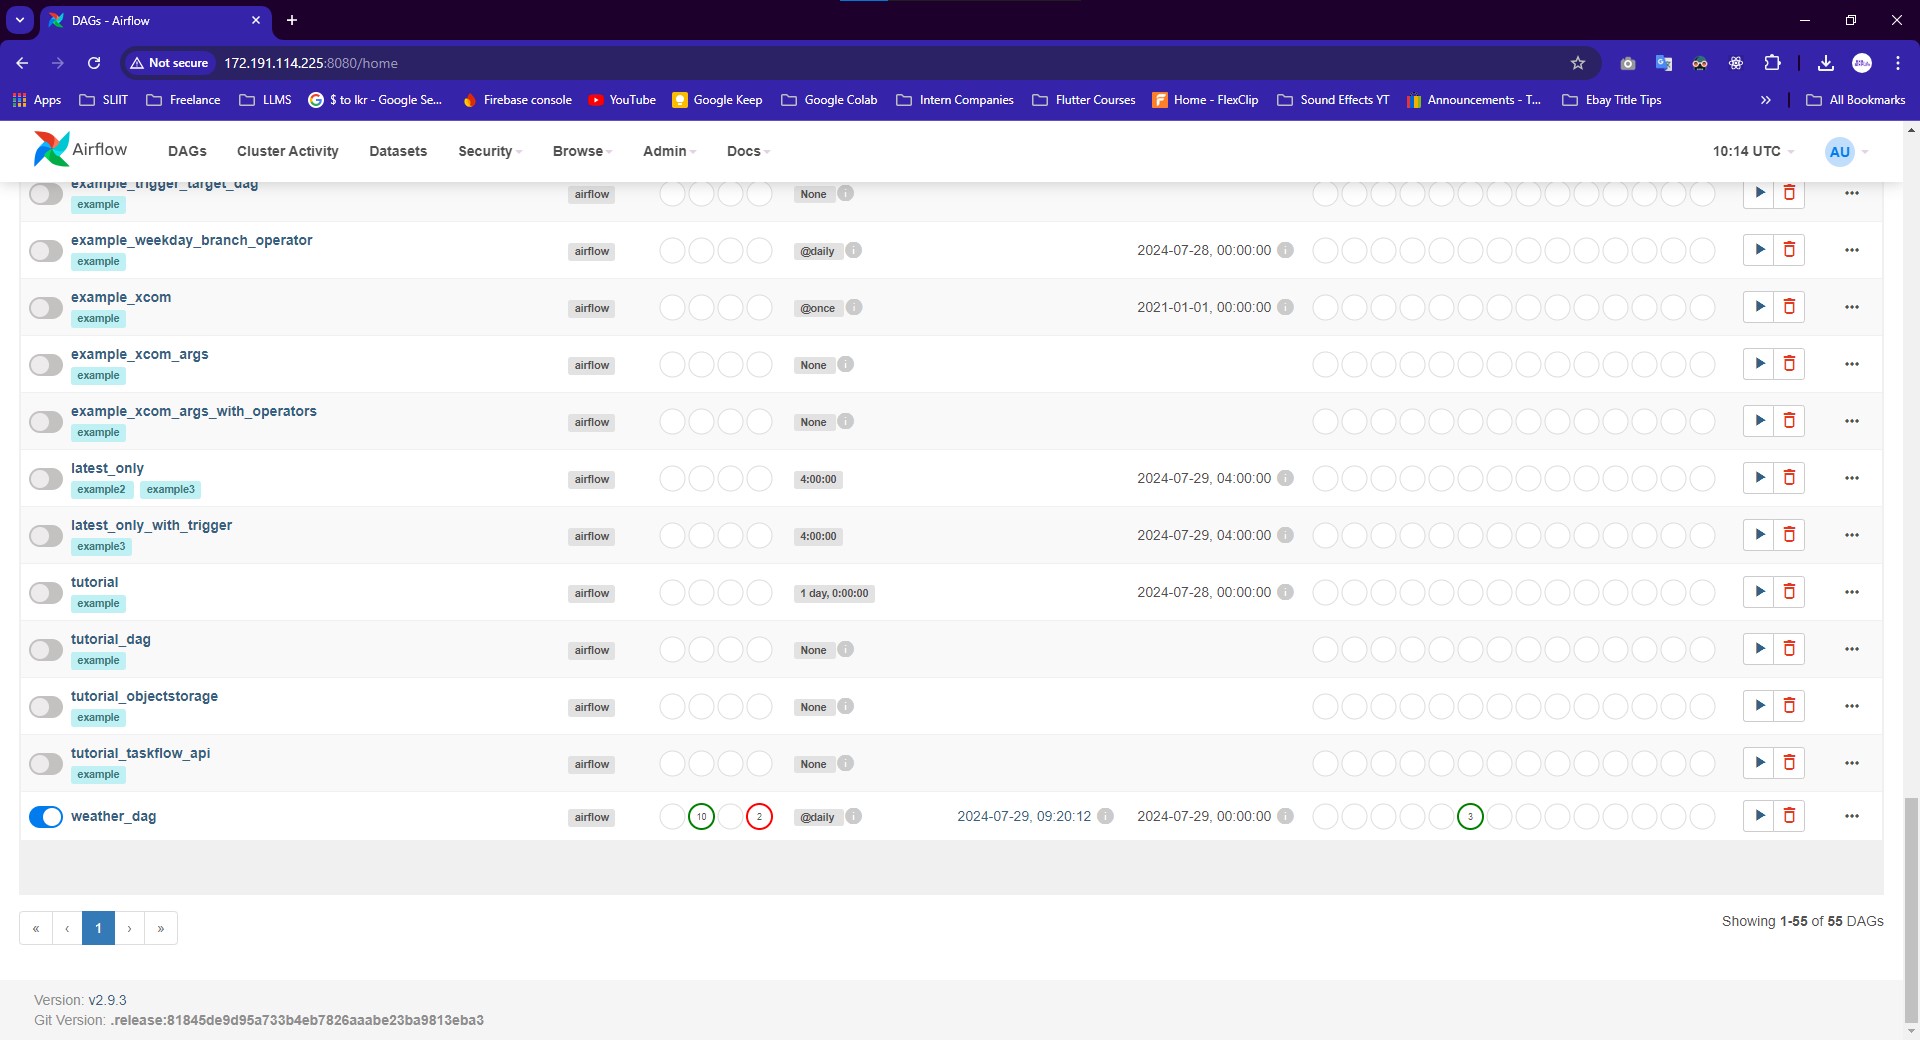 DAGs - Airflow
Not secure 172.191.114.225:8080/home
Apps SLIIT Freelance LLMS $ to lkr - Google Se... Firebase console YouTube Google Keep Google Colab Intern Companies Flutter Courses Home - FlexClip Sound Effects YT Announcements - T... Ebay Title Tips » All Bookmarks
Airflow DAGs Cluster Activity Datasets Security Browse Admin Docs 10:14 UTC AU
example_trigger_target_dag
example airflow None
example_weekday_branch_operator
example airflow @daily 2024-07-28, 00:00:00
example_xcom
example airflow @once 2021-01-01, 00:00:00
example_xcom_args
example airflow None
example_xcom_args_with_operators
example airflow None
latest_only
example2 example3 airflow 4:00:00 2024-07-29, 04:00:00
latest_only_with_trigger
example3 airflow 4:00:00 2024-07-29, 04:00:00
tutorial
example airflow 1 day, 0:00:00 2024-07-28, 00:00:00
tutorial_dag
example airflow None
tutorial_objectstorage
example airflow None
tutorial_taskflow_api
example airflow None
weather_dag airflow 10 2 @daily 2024-07-29, 09:20:12 2024-07-29, 00:00:00 3
« ‹ 1 › » Showing 1-55 of 55 DAGs
Version: v2.9.3
Git Version: .release:81845de9d95a733b4eb7826aaabe23ba9813eba3